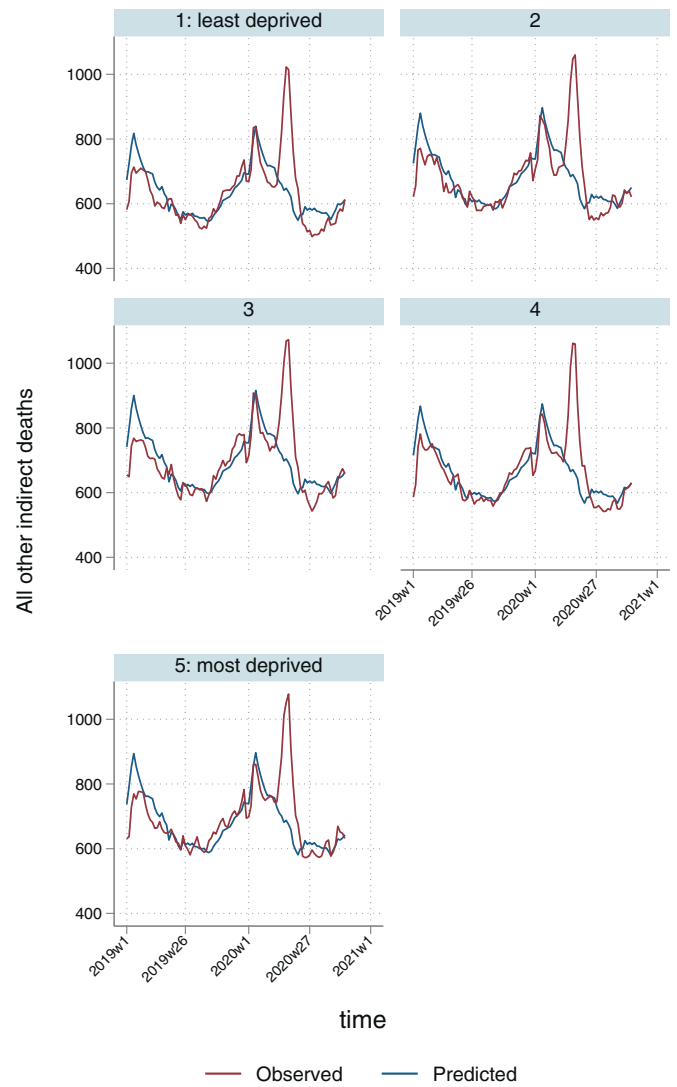 1: least deprived
2
1000
800
600
400
3
4
1000
800
600
400
All other indirect deaths
2019w1
2019w26
2020w1
2020w27
2021w1
5: most deprived
1000
800
600
400
2019w1
2019w26
2020w1
2020w27
2021w1
time
Observed Predicted